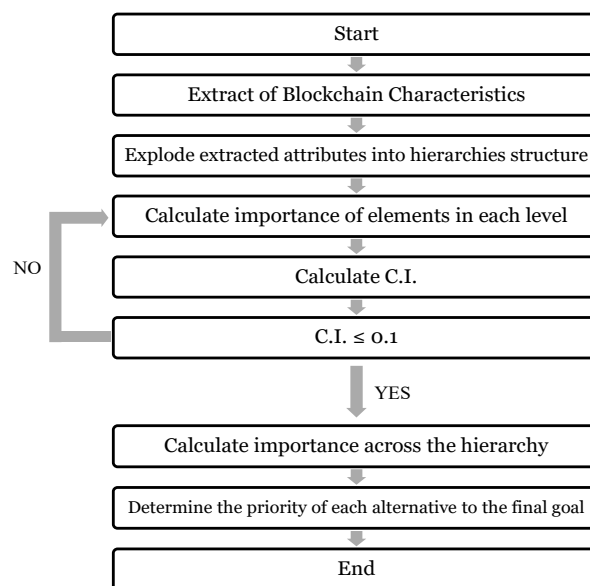 Start
Extract of Blockchain Characteristics
Explode extracted attributes into hierarchies structure
Calculate importance of elements in each level
NO
Calculate C.I.
C.I. ≤ 0.1
YES
Calculate importance across the hierarchy
Determine the priority of each alternative to the final goal
End